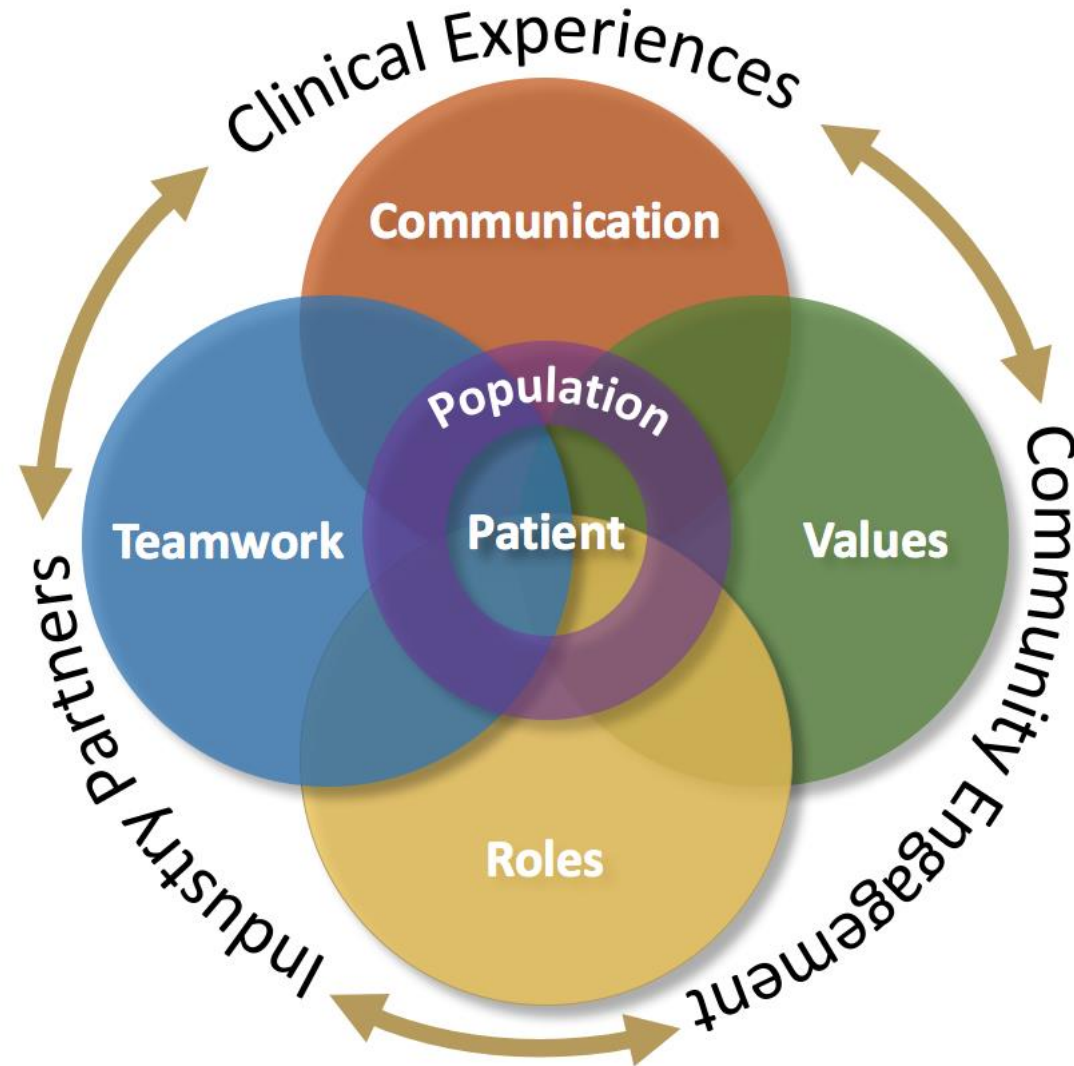 Clinical Experiences
Communication
Population
Teamwork
Patient
Values
Roles
Industry Partners
Community Engagement